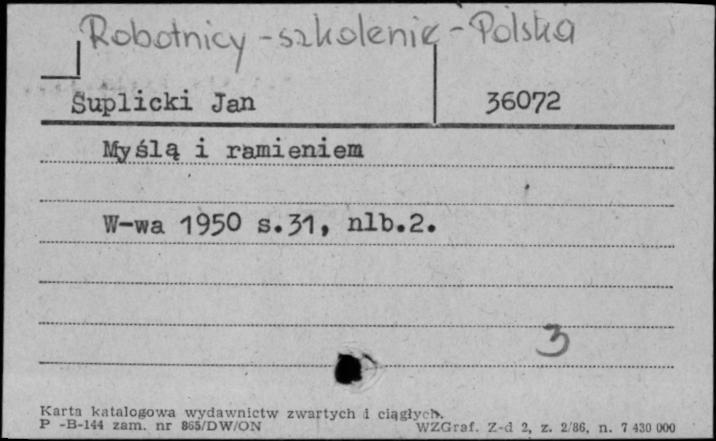 Robotnicy - szkolenie - Polska
Suplicki Jan 36072
Myślą i ramieniem
W-wa 1950 s.31, nlb.2.
3
Karta katalogowa wydawnictw zwartych i ciągłych.
P -B-144 zam. nr 865/DW/ON WZGraf. Z-d 2, z. 2/86, n. 7 430 000